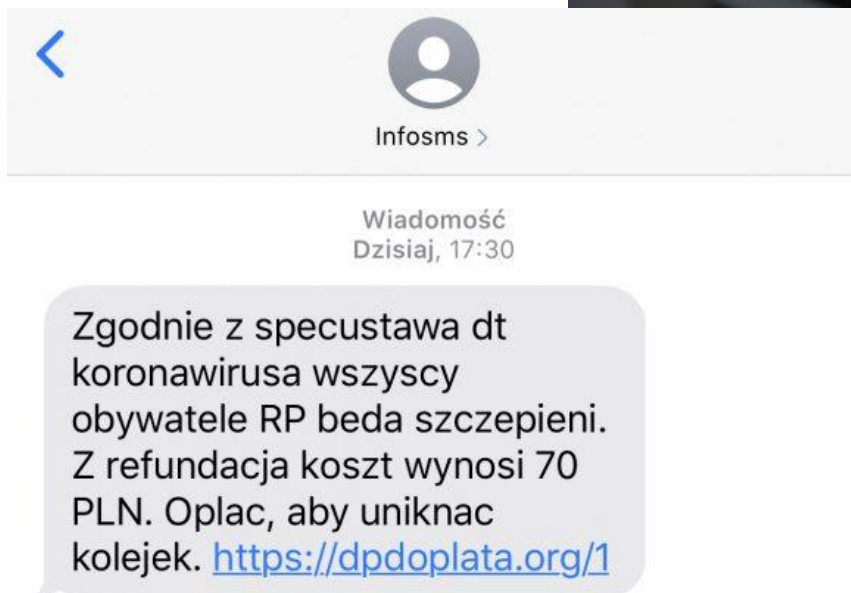 Infosms >
Wiadomość
Dzisiaj, 17:30
Zgodnie z specustawa dt
koronawirusa wszyscy
obywatele RP beda szczepieni.
Z refundacja koszt wynosi 70
PLN. Oplac, aby uniknac
kolejek. https://dpdoplata.org/1